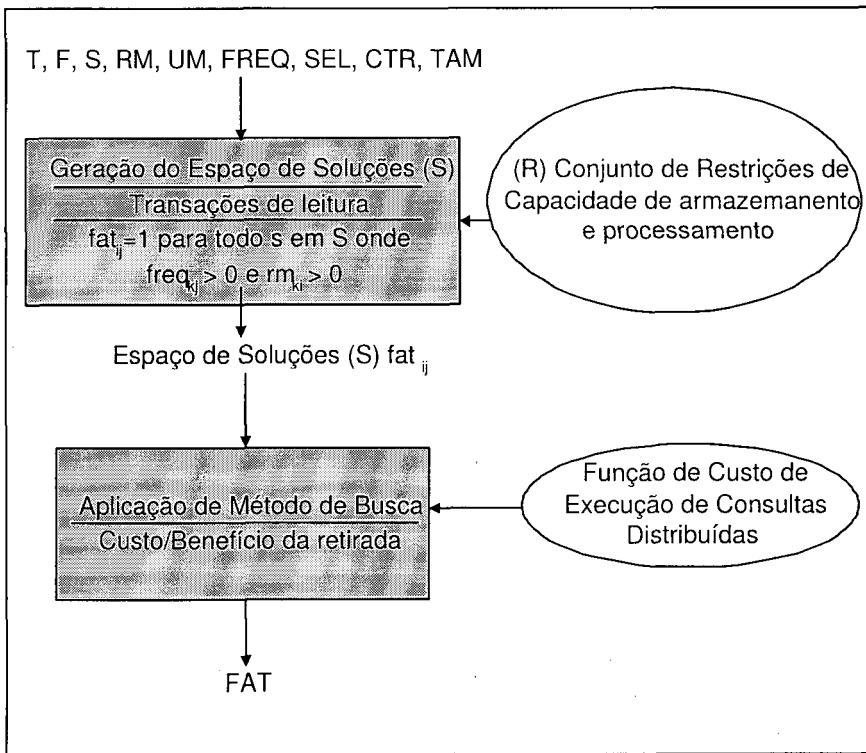 T, F, S, RM, UM, FREQ, SEL, CTR, TAM
Geração do Espaço de Soluções (S)
Transações de leitura
fat_ij=1 para todo s em S onde
freq_kj > 0 e rm_ki > 0
(R) Conjunto de Restrições de
Capacidade de armazemanento
e processamento
Espaço de Soluções (S) fat_ij
Aplicação de Método de Busca
Custo/Benefício da retirada
Função de Custo de
Execução de Consultas
Distribuídas
FAT